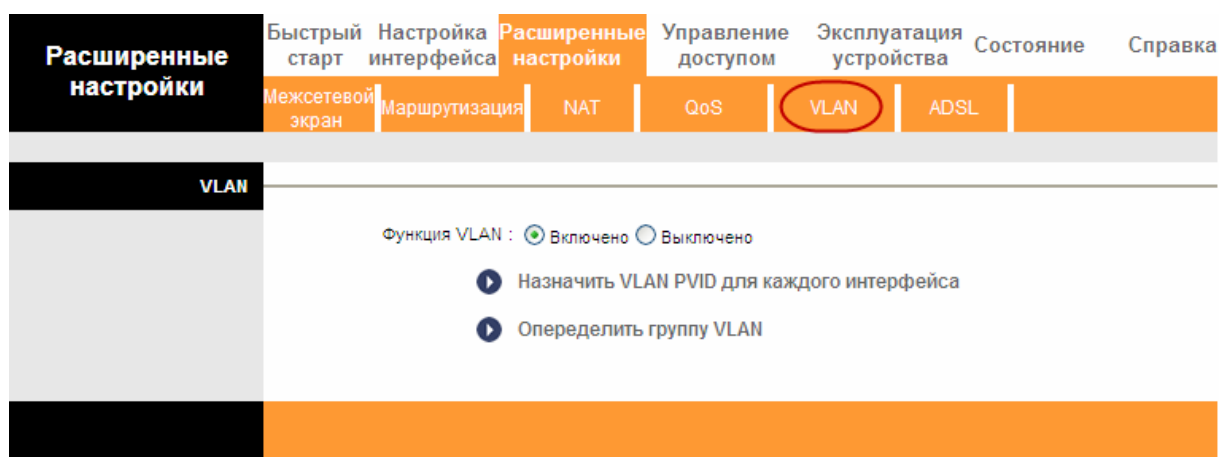 Расширенные настройки
Быстрый старт
Настройка интерфейса
Расширенные настройки
Управление доступом
Эксплуатация устройства
Состояние
Справка
Межсетевой экран
Маршрутизация
NAT
QoS
VLAN
ADSL
VLAN
Функция VLAN : Включено Выключено
Назначить VLAN PVID для каждого интерфейса
Опеределить группу VLAN